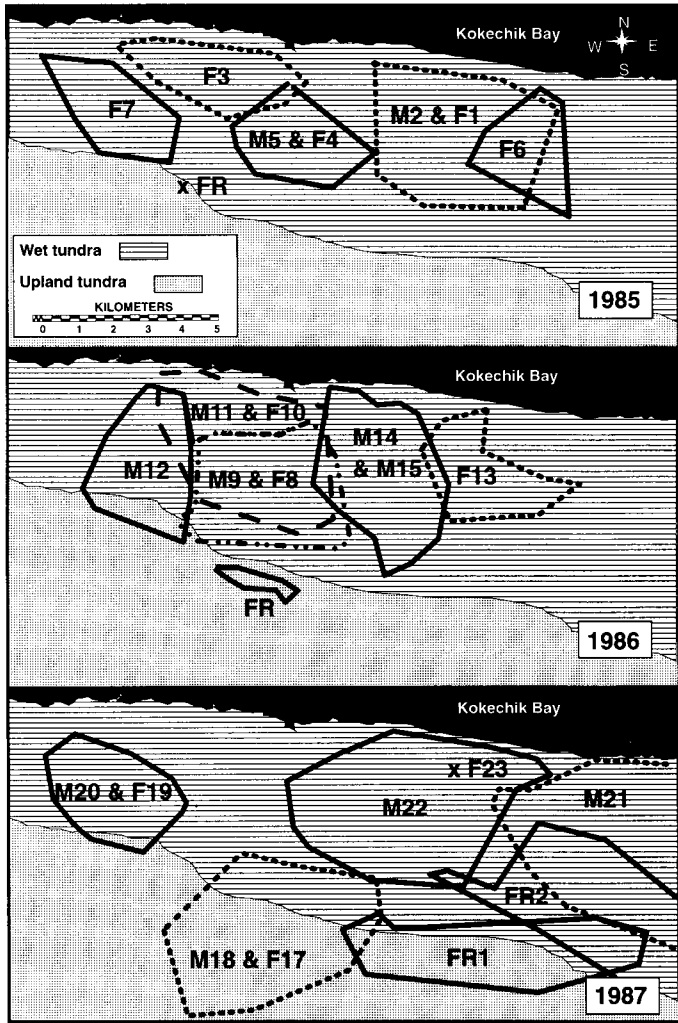 Kokechik Bay
N
W E
S
F3
F7
M2 & F1
M5 & F4
F6
x FR
Wet tundra
Upland tundra
KILOMETERS
0 1 2 3 4 5
1985
Kokechik Bay
M11 & F10
M14
& M15
M12
M9 & F8
F13
FR
1986
Kokechik Bay
x F23
M20 & F19
M22
M21
FR2
M18 & F17
FR1
1987